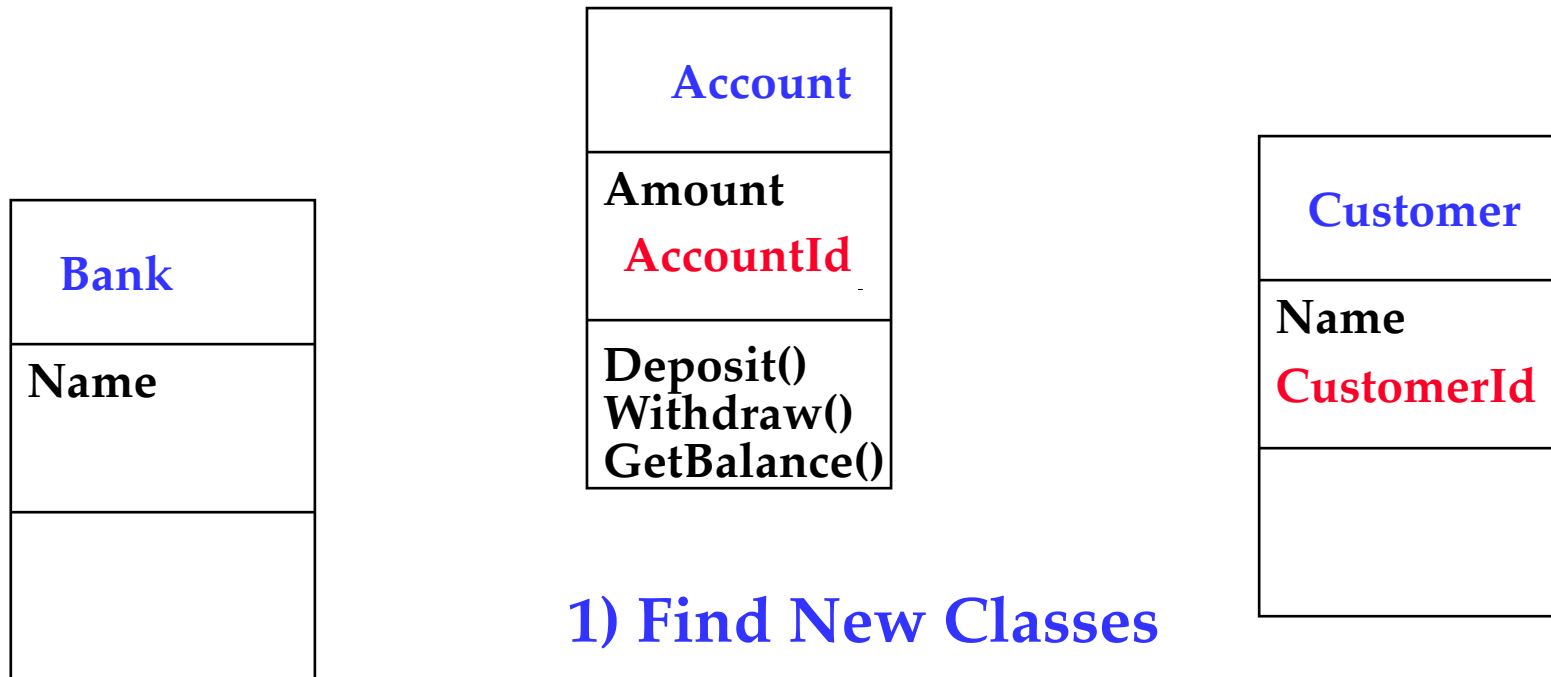 Account
Amount
AccountId
Deposit()
Withdraw()
GetBalance()
Bank
Name
Customer
Name
CustomerId
1) Find New Classes